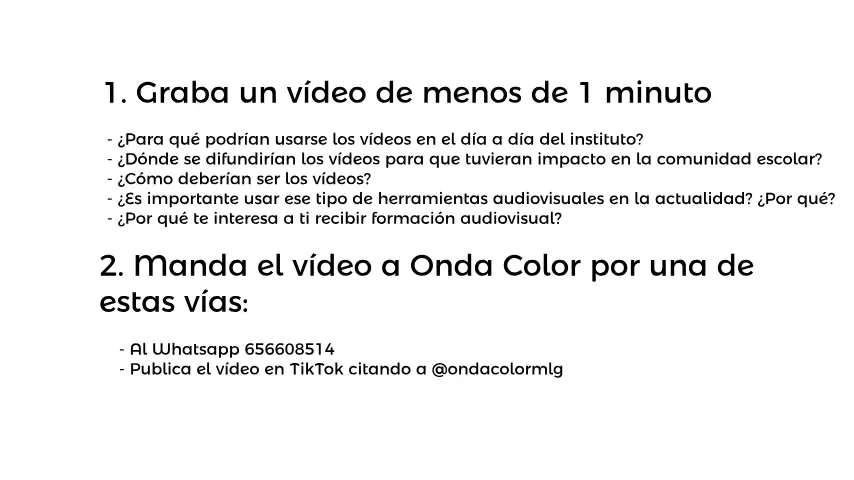 1. Graba un vídeo de menos de 1 minuto
- ¿Para qué podrían usarse los vídeos en el día a día del instituto?
- ¿Dónde se difundirían los vídeos para que tuvieran impacto en la comunidad escolar?
- ¿Cómo deberían ser los vídeos?
- ¿Es importante usar ese tipo de herramientas audiovisuales en la actualidad? ¿Por qué?
- ¿Por qué te interesa a ti recibir formación audiovisual?
2. Manda el vídeo a Onda Color por una de
estas vías:
- Al Whatsapp 656608514
- Publica el vídeo en TikTok citando a @ondacolormlg